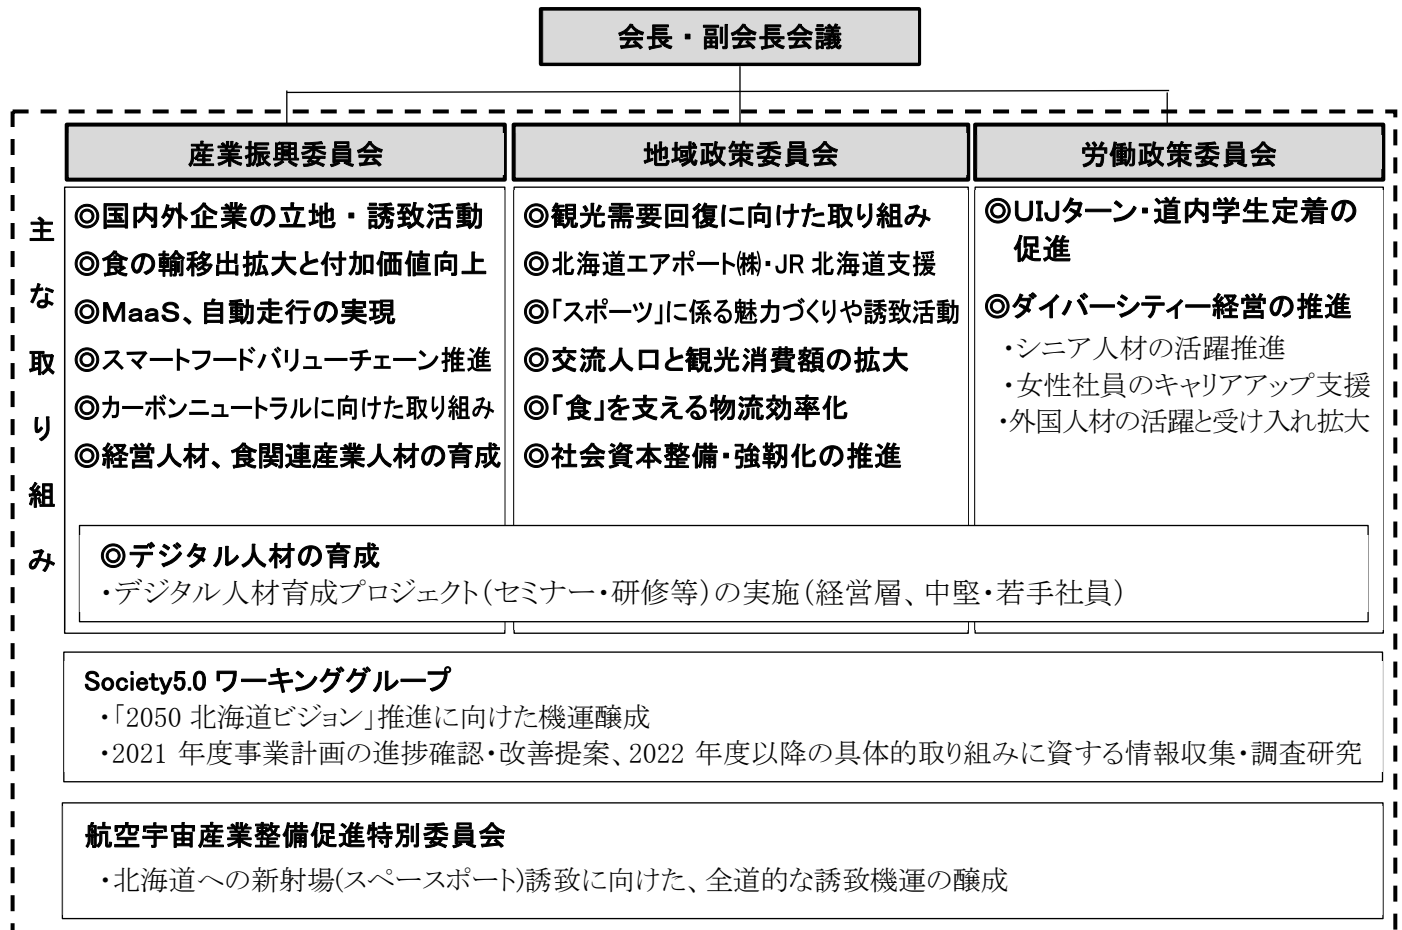 会長・副会長会議
主な取り組み
産業振興委員会
◎国内外企業の立地・誘致活動
◎食の輸移出拡大と付加価値向上
◎MaaS、自動走行の実現
◎スマートフードバリューチェーン推進
◎カーボンニュートラルに向けた取り組み
◎経営人材、食関連産業人材の育成
地域政策委員会
◎観光需要回復に向けた取り組み
◎北海道エアポート㈱・JR北海道支援
◎「スポーツ」に係る魅力づくりや誘致活動
◎交流人口と観光消費額の拡大
◎「食」を支える物流効率化
◎社会資本整備・強靭化の推進
労働政策委員会
◎UIJターン・道内学生定着の
促進
◎ダイバーシティー経営の推進
・シニア人材の活躍推進
・女性社員のキャリアアップ支援
・外国人材の活躍と受け入れ拡大
◎デジタル人材の育成
・デジタル人材育成プロジェクト(セミナー・研修等)の実施(経営層、中堅・若手社員)
Society5.0 ワーキンググループ
・「2050 北海道ビジョン」推進に向けた機運醸成
・2021 年度事業計画の進捗確認・改善提案、2022 年度以降の具体的取り組みに資する情報収集・調査研究
航空宇宙産業整備促進特別委員会
・北海道への新射場(スペースポート)誘致に向けた、全道的な誘致機運の醸成